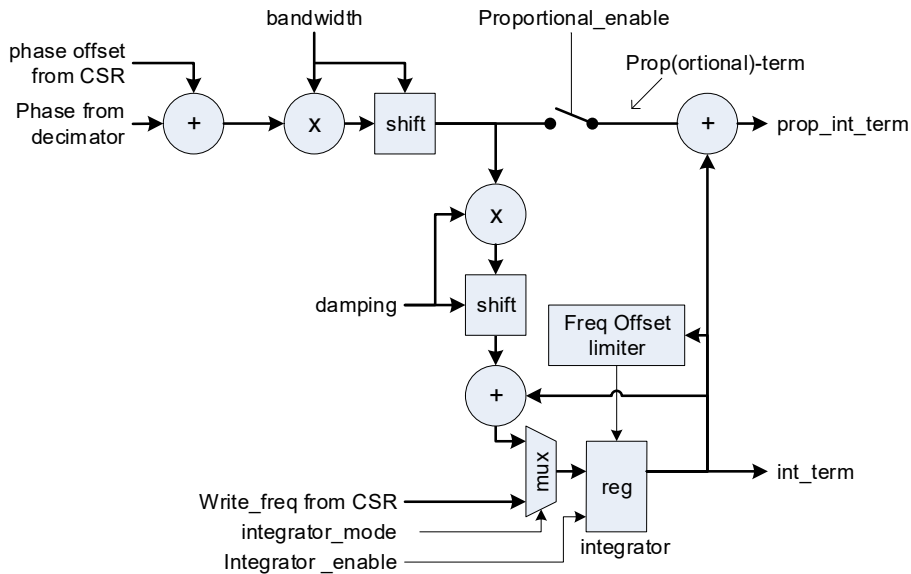 bandwidth
Proportional_enable
phase offset
from CSR
Prop(ortional)-term
Phase from
decimator
+
x
shift
+
prop_int_term
x
damping
shift
Freq Offset
limiter
+
mux
reg
int_term
Write_freq from CSR
integrator_mode
Integrator _enable
integrator